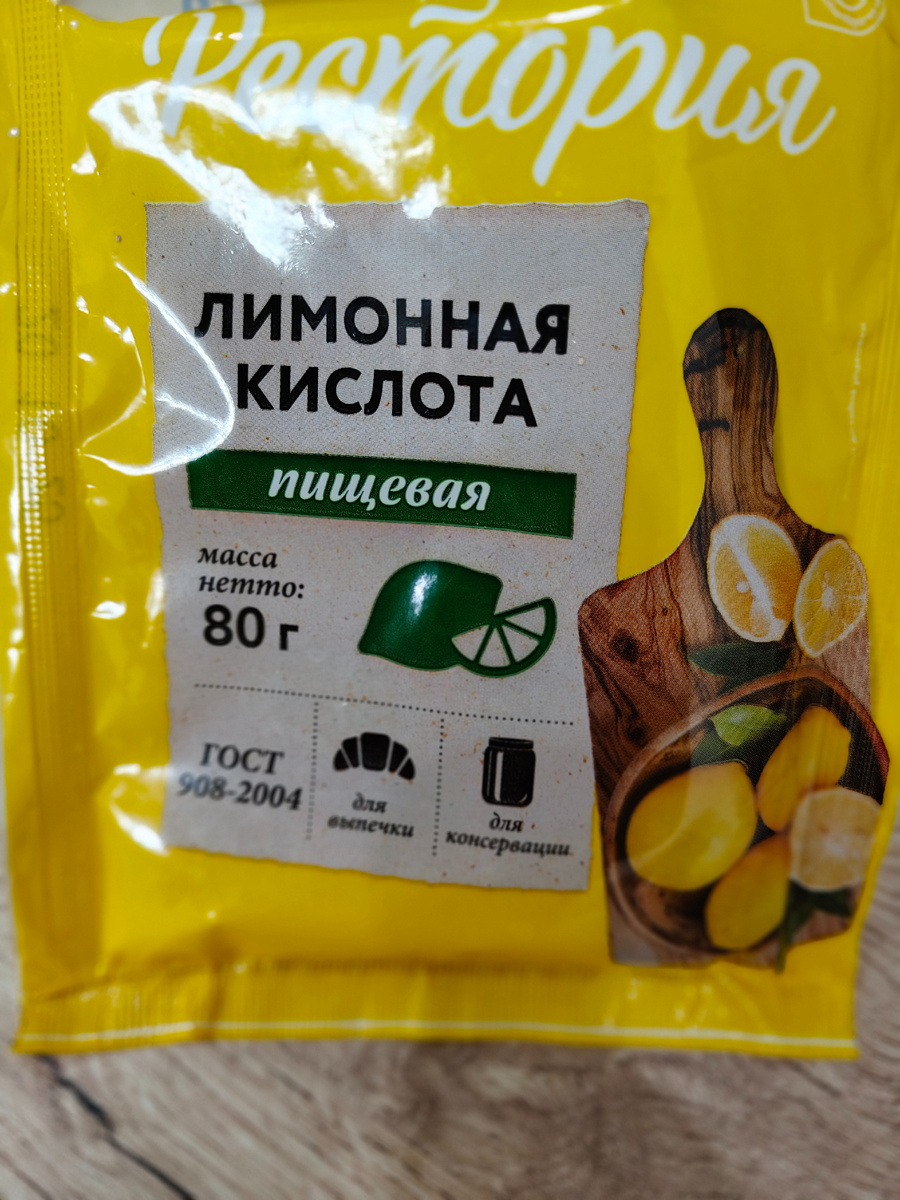 Рестория
ЛИМОННАЯ
КИСЛОТА
пищевая
масса
нетто:
80 г
ГОСТ
908-2004
для
выпечки
для
консервации